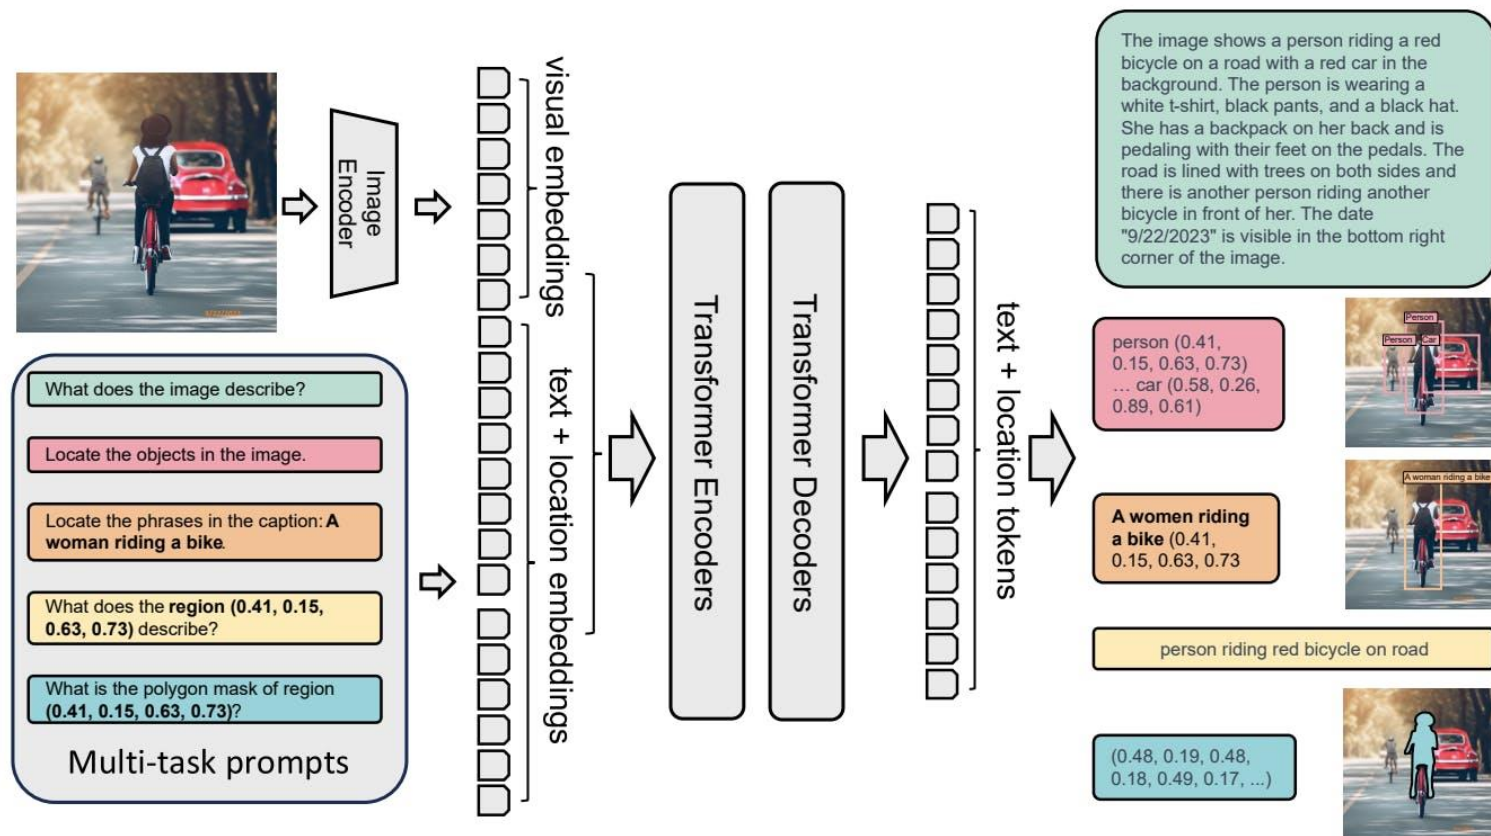 Image
Encoder
visual embeddings
text + location embeddings
Transformer Encoders
Transformer Decoders
text + location tokens
What does the image describe?
Locate the objects in the image.
Locate the phrases in the caption: A
woman riding a bike.
What does the region (0.41, 0.15,
0.63, 0.73) describe?
What is the polygon mask of region
(0.41, 0.15, 0.63, 0.73)?
Multi-task prompts
The image shows a person riding a red
bicycle on a road with a red car in the
background. The person is wearing a
white t-shirt, black pants, and a black hat.
She has a backpack on her back and is
pedaling with their feet on the pedals. The
road is lined with trees on both sides and
there is another person riding another
bicycle in front of her. The date
"9/22/2023" is visible in the bottom right
corner of the image.
person (0.41,
0.15, 0.63, 0.73)
... car (0.58, 0.26,
0.89, 0.61)
Person
Person Car
A women riding
a bike (0.41,
0.15, 0.63, 0.73
A woman riding a bike
person riding red bicycle on road
(0.48, 0.19, 0.48,
0.18, 0.49, 0.17, ...)